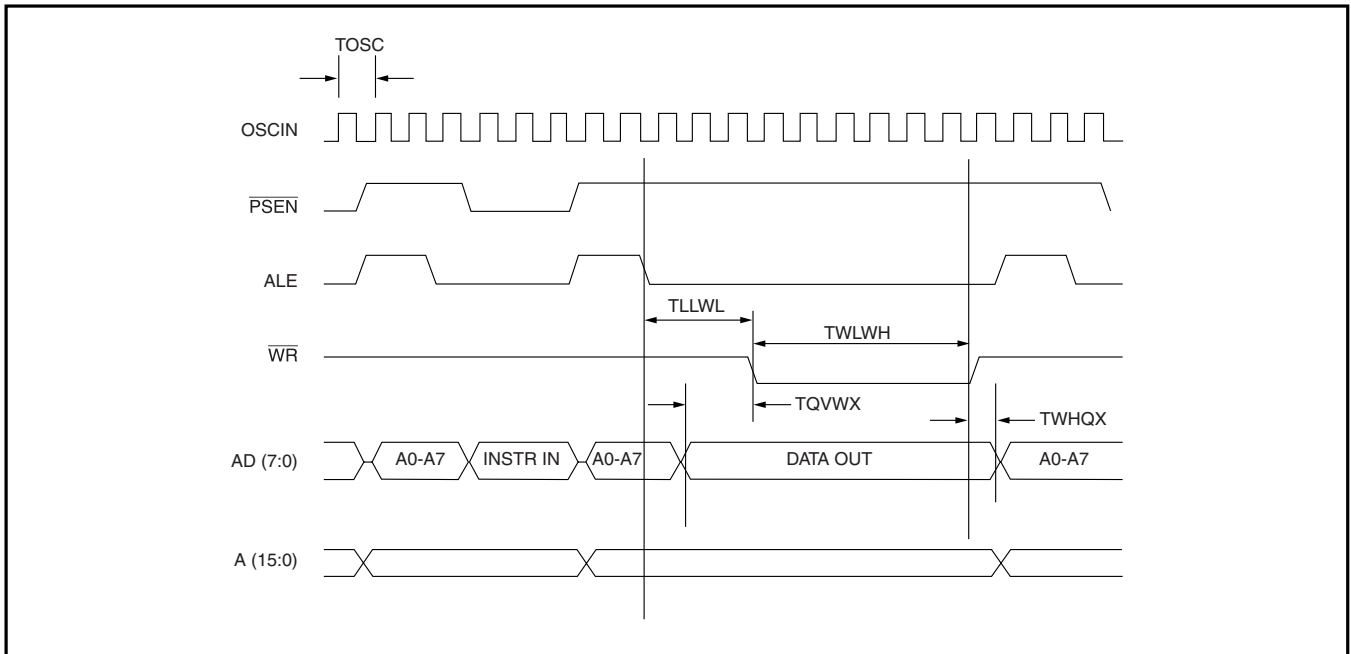 TOSC
OSCIN
PSEN
ALE
TLLWL
TWLWH
WR
TQVWX
TWHQX
AD (7:0)
A0-A7
INSTR IN
A0-A7
DATA OUT
A0-A7
A (15:0)